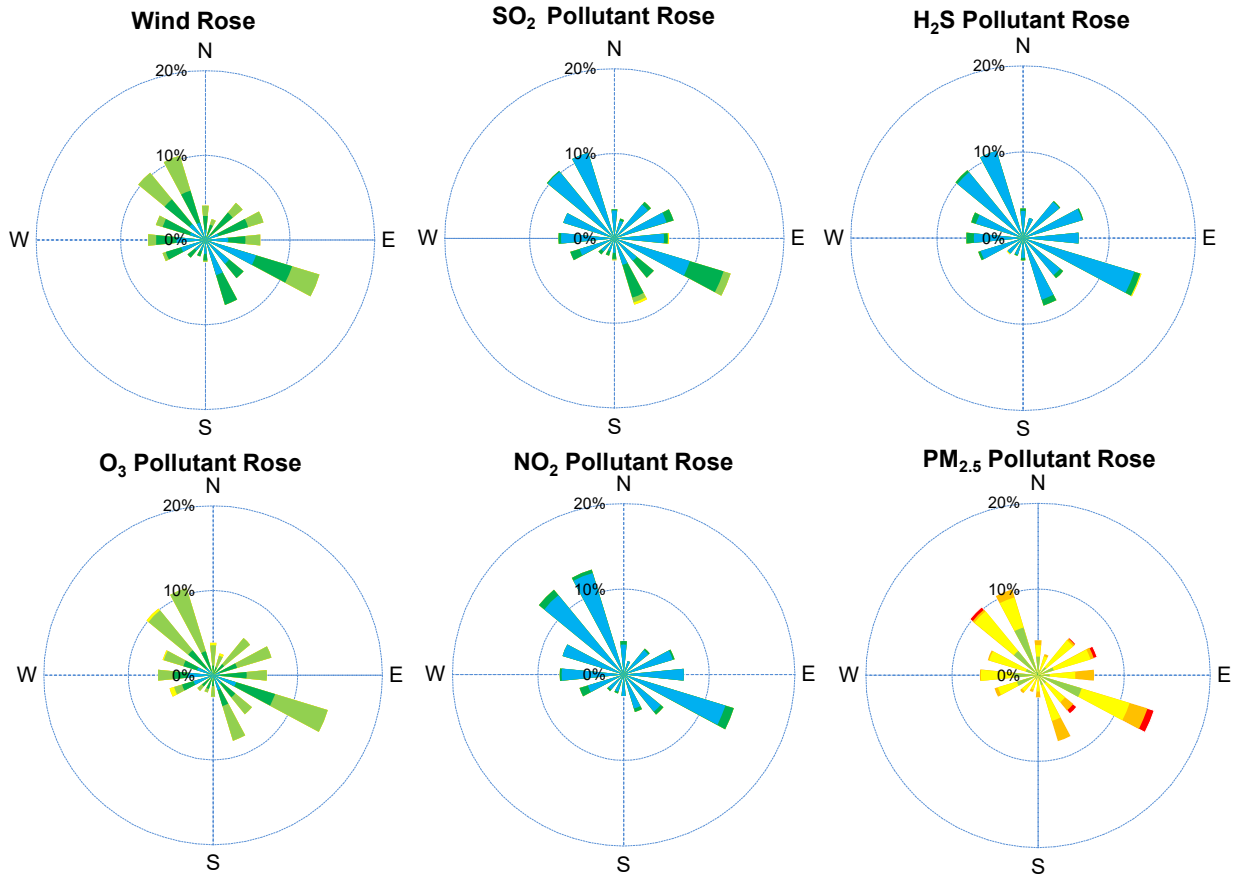 Wind Rose
N
20%
10%
0%
W
E
S
SO₂ Pollutant Rose
N
20%
10%
0%
W
E
S
H₂S Pollutant Rose
N
20%
10%
0%
W
E
S
O₃ Pollutant Rose
N
20%
10%
0%
W
E
S
NO₂ Pollutant Rose
N
20%
10%
0%
W
E
S
PM₂.₅ Pollutant Rose
N
20%
10%
0%
W
E
S